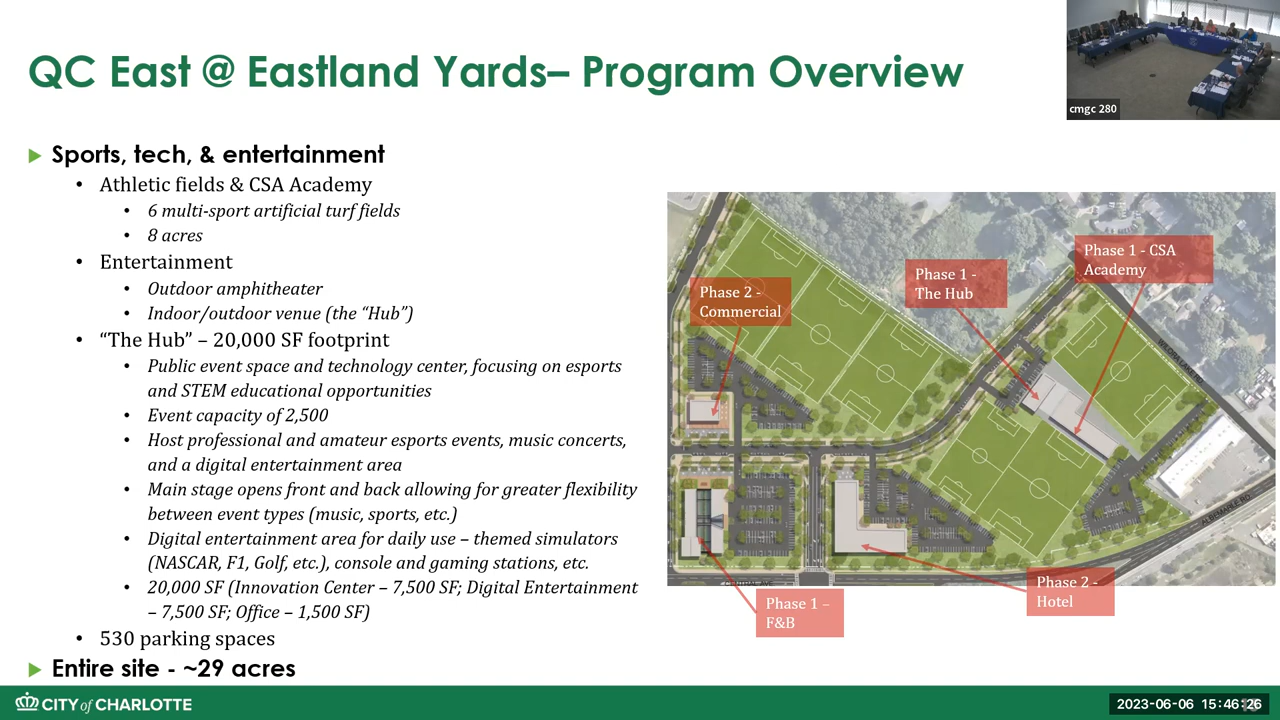 QC East @ Eastland Yards– Program Overview
cmgc 280
Sports, tech, & entertainment
• Athletic fields & CSA Academy
• 6 multi-sport artificial turf fields
• 8 acres
• Entertainment
• Outdoor amphitheater
• Indoor/outdoor venue (the “Hub”)
• “The Hub” – 20,000 SF footprint
• Public event space and technology center, focusing on esports
and STEM educational opportunities
• Event capacity of 2,500
• Host professional and amateur esports events, music concerts,
and a digital entertainment area
• Main stage opens front and back allowing for greater flexibility
between event types (music, sports, etc.)
• Digital entertainment area for daily use – themed simulators
(NASCAR, F1, Golf, etc.), console and gaming stations, etc.
• 20,000 SF (Innovation Center – 7,500 SF; Digital Entertainment
– 7,500 SF; Office – 1,500 SF)
• 530 parking spaces
Entire site - ~29 acres
Phase 2 -
Commercial
Phase 1 -
The Hub
Phase 1 - CSA
Academy
ALBEMARLE RD
Phase 1 –
F&B
Phase 2 -
Hotel
CITY of CHARLOTTE
2023-06-06 15:46:26